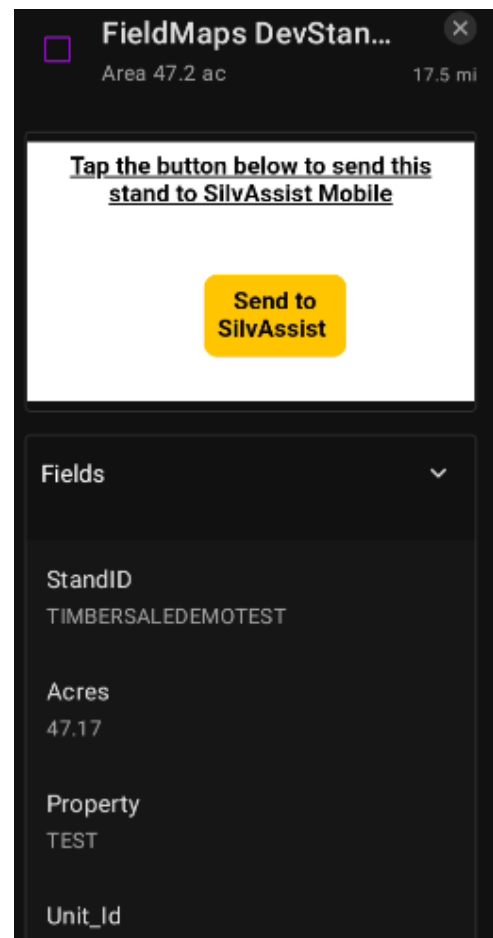 FieldMaps DevStan...
Area 47.2 ac
17.5 mi
Tap the button below to send this
stand to SilvAssist Mobile
Send to
SilvAssist
Fields
StandID
TIMBERSALEDEMOTEST
Acres
47.17
Property
TEST
Unit_Id